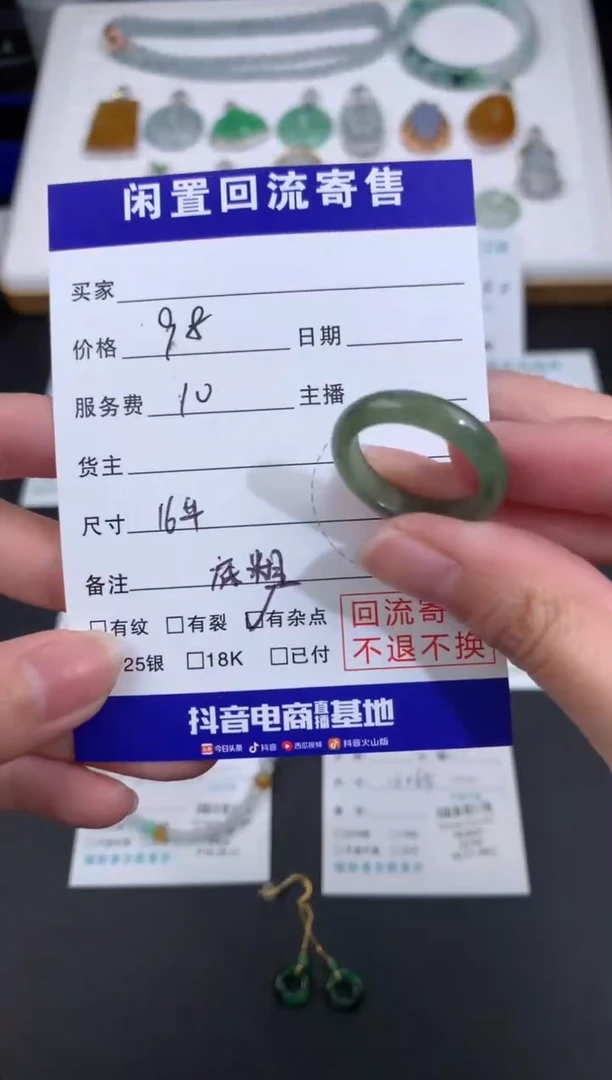 闲置回流寄售
买家
价格 98 日期
服务费 10 主播
货主
尺寸 16半
备注 底粗
有纹 有裂 有杂点
25银 18K 已付
回流寄
不退不换
抖音电商直播基地
今日头条 抖音 西瓜视频 抖音火山版